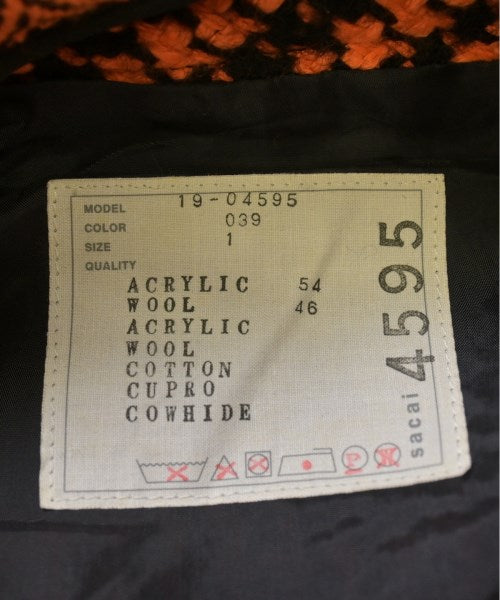 MODEL 19-04595
COLOR 039
SIZE 1
QUALITY
ACRYLIC 54
WOOL 46
ACRYLIC
WOOL
COTTON
CUPRO
COWHIDE
P
W
sacai 4595